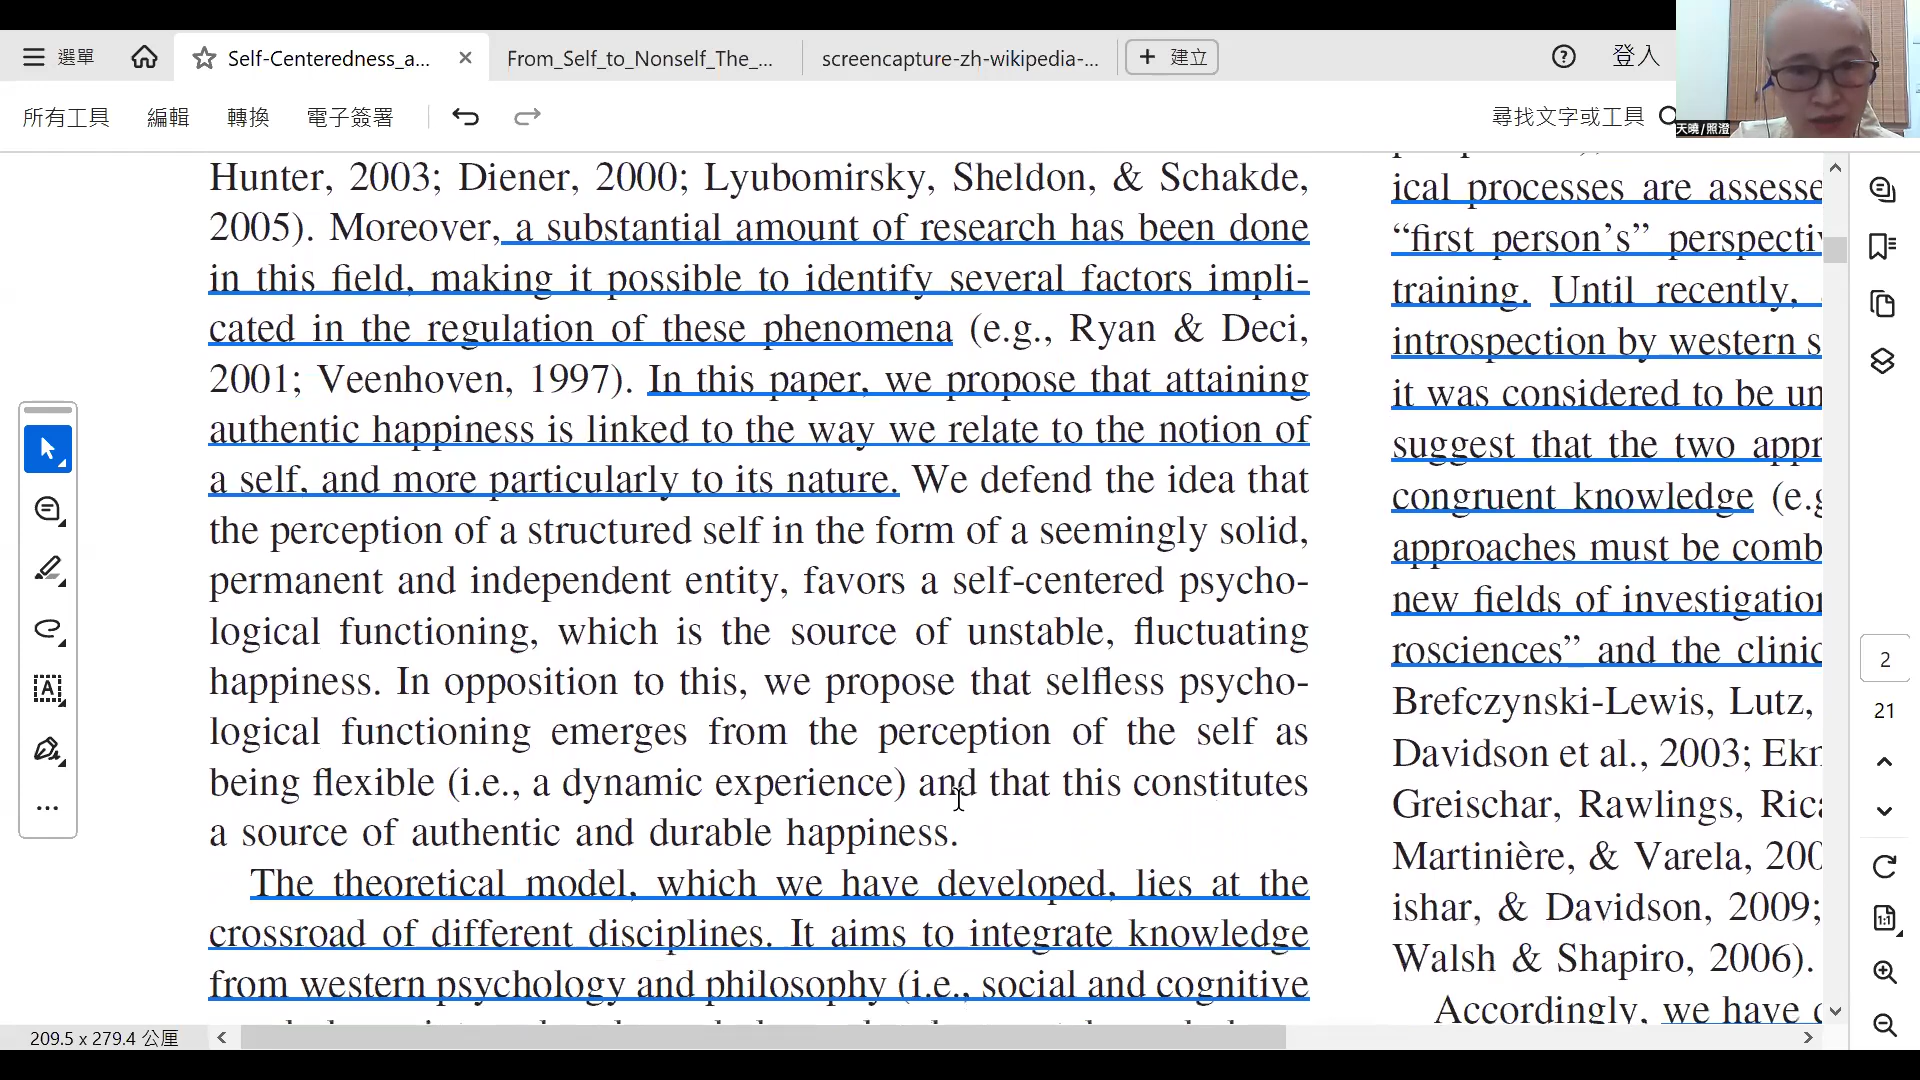 選單
Self-Centeredness_a...
From_Self_to_Nonself_The_...
screencapture-zh-wikipedia-...
建立
登入
所有工具
編輯
轉換
電子簽署
尋找文字或工具
天曉/照澄
Hunter, 2003; Diener, 2000; Lyubomirsky, Sheldon, & Schakde,
2005). Moreover, a substantial amount of research has been done
in this field, making it possible to identify several factors impli-
cated in the regulation of these phenomena (e.g., Ryan & Deci,
2001; Veenhoven, 1997). In this paper, we propose that attaining
authentic happiness is linked to the way we relate to the notion of
a self, and more particularly to its nature. We defend the idea that
the perception of a structured self in the form of a seemingly solid,
permanent and independent entity, favors a self-centered psycho-
logical functioning, which is the source of unstable, fluctuating
happiness. In opposition to this, we propose that selfless psycho-
logical functioning emerges from the perception of the self as
being flexible (i.e., a dynamic experience) and that this constitutes
a source of authentic and durable happiness.
The theoretical model, which we have developed, lies at the
crossroad of different disciplines. It aims to integrate knowledge
from western psychology and philosophy (i.e., social and cognitive
ical processes are assesse
“first person’s” perspectiv
training. Until recently,
introspection by western s
it was considered to be un
suggest that the two appr
congruent knowledge (e.g
approaches must be comb
new fields of investigation
rosciences” and the clinic
Brefczynski-Lewis, Lutz,
Davidson et al., 2003; Ekn
Greischar, Rawlings, Rica
Martinière, & Varela, 200
ishar, & Davidson, 2009;
Walsh & Shapiro, 2006).
Accordingly, we have c
2
21
1:1
209.5 x 279.4 公厘